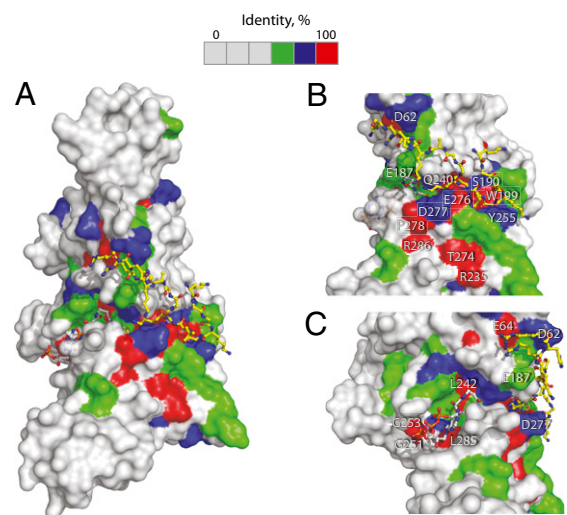 Identity, %
0 100
A
B
D62
E187
Q240
S190
E276
W199
D277
Y255
P278
R286
T274
R235
C
E64
D62
L242
E187
G253
D277
G251
L285